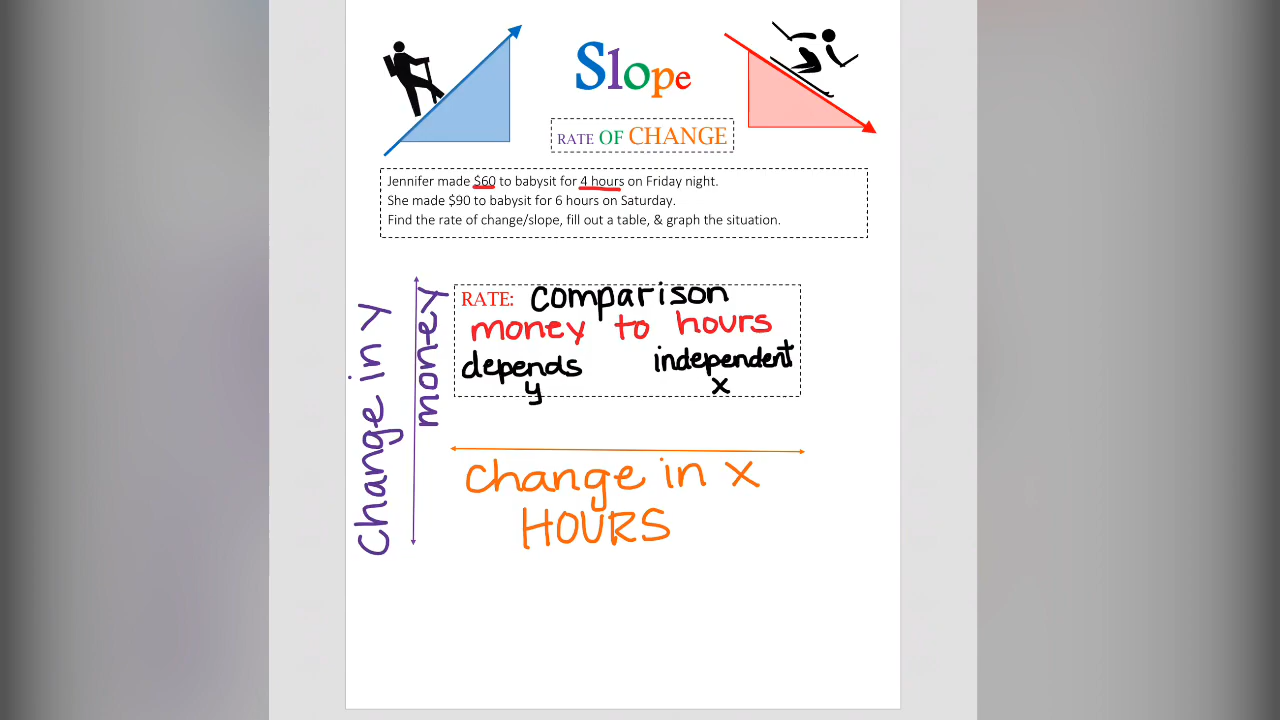 Slope
RATE OF CHANGE
Jennifer made $60 to babysit for 4 hours on Friday night.
She made $90 to babysit for 6 hours on Saturday.
Find the rate of change/slope, fill out a table, & graph the situation.
change in y
money
RATE: comparison
money to hours
depends independent
y x
change in x
HOURS